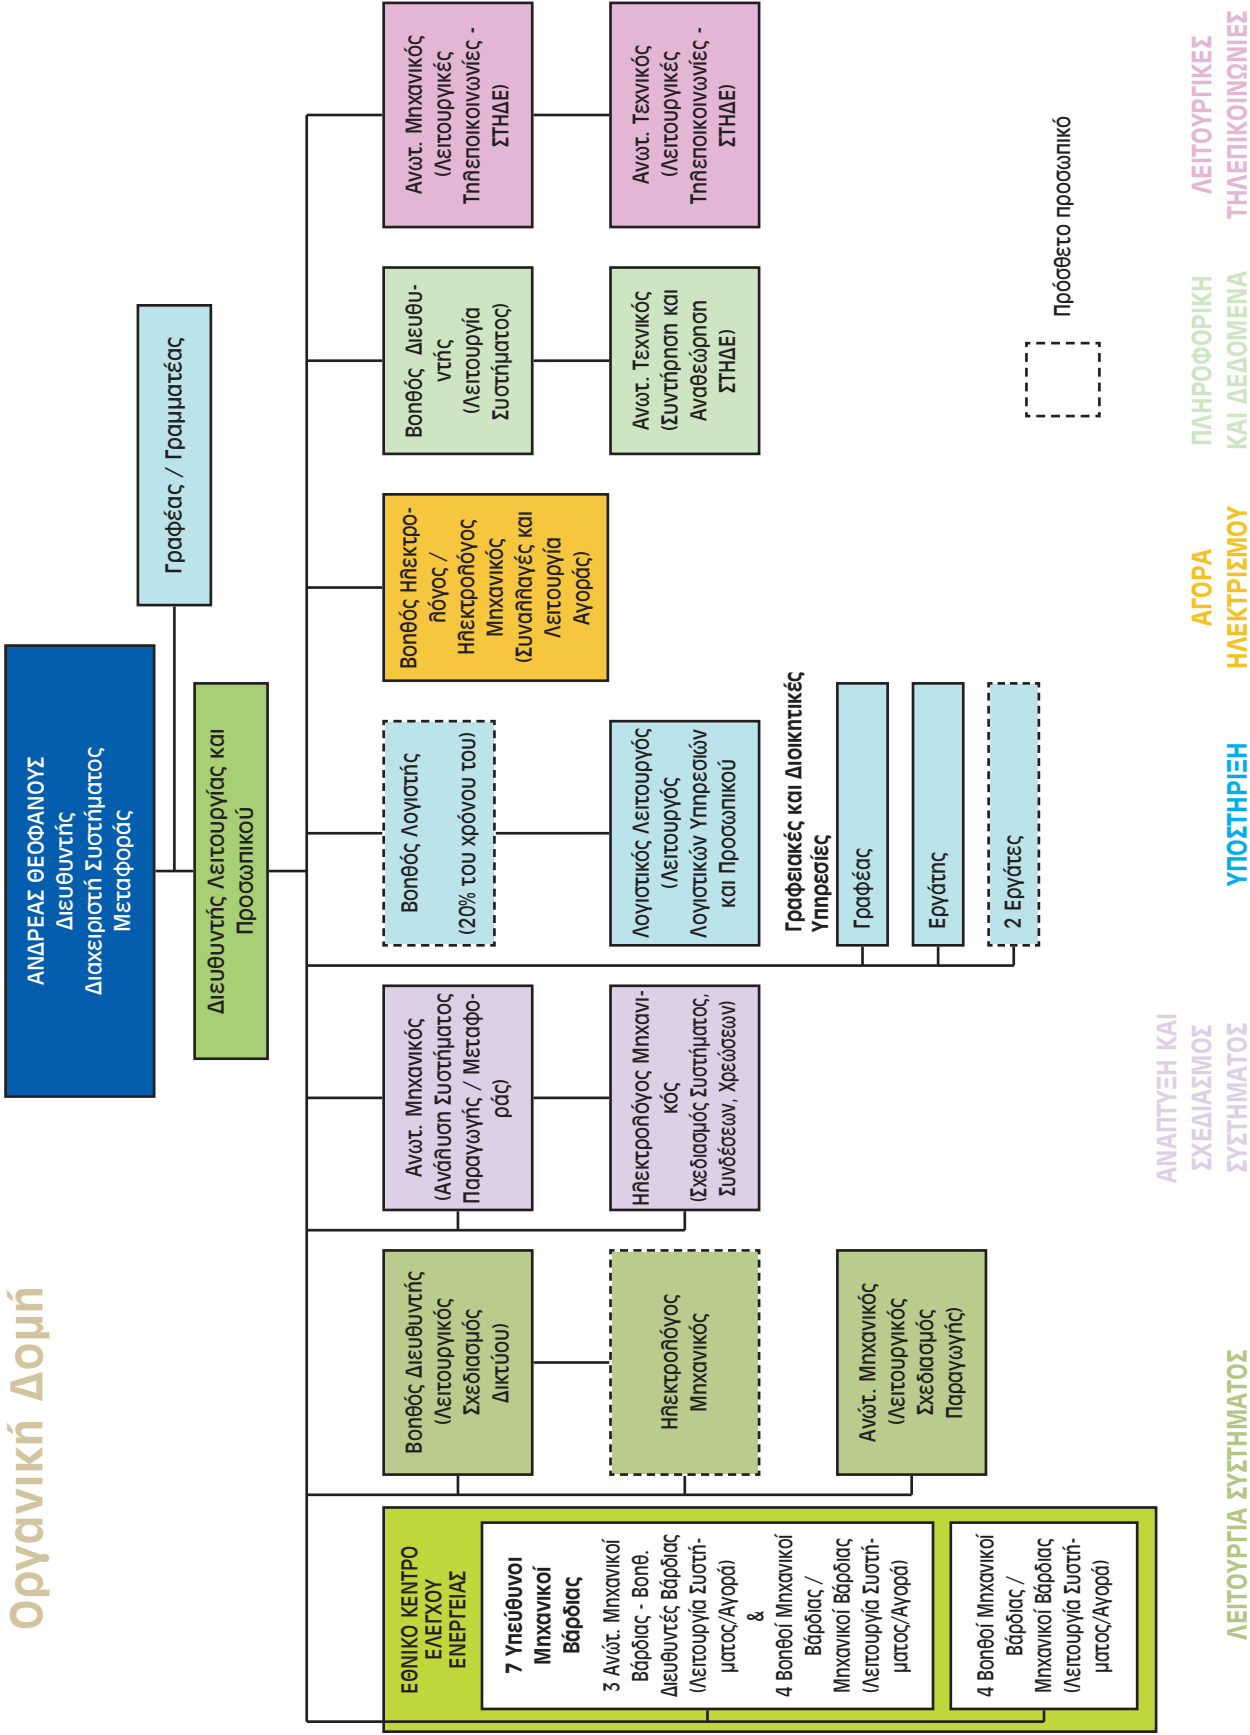 Οργανική Δομή
ΑΝΔΡΕΑΣ ΘΕΟΦΑΝΟΥΣ
Διευθυντής
Διαχειριστή Συστήματος
Μεταφοράς
Γραφέας / Γραμματέας
Διευθυντής Λειτουργίας και
Προσωπικού
ΕΘΝΙΚΟ ΚΕΝΤΡΟ
ΕΛΕΓΧΟΥ
ΕΝΕΡΓΕΙΑΣ
7 Υπεύθυνοι
Μηχανικοί
Βάρδιας
3 Ανώτ. Μηχανικοί
Βάρδιας - Βοηθ.
Διευθυντές Βάρδιας
(Λειτουργία Συστή-
ματος/Αγορά)
&
4 Βοηθοί Μηχανικοί
Βάρδιας /
Μηχανικοί Βάρδιας
(Λειτουργία Συστή-
ματος/Αγορά)
4 Βοηθοί Μηχανικοί
Βάρδιας /
Μηχανικοί Βάρδιας
(Λειτουργία Συστή-
ματος/Αγορά)
Βοηθός Διευθυντής
(Λειτουργικός
Σχεδιασμός
Δικτύου)
Ηλεκτρολόγος
Μηχανικός
Ανώτ. Μηχανικός
(Λειτουργικός
Σχεδιασμός
Παραγωγής)
Ανωτ. Μηχανικός
(Ανάλυση Συστήματος
Παραγωγής / Μεταφο-
ράς)
Ηλεκτρολόγος Μηχανι-
κός
(Σχεδιασμός Συστήματος,
Συνδέσεων, Χρεώσεων)
Βοηθός Λογιστής
(20% του χρόνου του)
Λογιστικός Λειτουργός
(Λειτουργός
Λογιστικών Υπηρεσιών
και Προσωπικού
Γραφειακές και Διοικητικές
Υπηρεσίες
Γραφέας
Εργάτης
2 Εργάτες
Βοηθός Ηλεκτρο-
λόγος /
Ηλεκτρολόγος
Μηχανικός
(Συναλλαγές και
Λειτουργία
Αγοράς)
Βοηθός Διευθυ-
ντής
(Λειτουργία
Συστήματος)
Ανωτ. Τεχνικός
(Συντήρηση και
Αναθεώρηση
ΣΤΗΔΕ)
Ανωτ. Μηχανικός
(Λειτουργικές
Τηλεποικοινωνίες -
ΣΤΗΔΕ)
Ανωτ. Τεχνικός
(Λειτουργικές
Τηλεποικοινωνίες -
ΣΤΗΔΕ)
Πρόσθετο προσωπικό
ΛΕΙΤΟΥΡΓΙΑ ΣΥΣΤΗΜΑΤΟΣ
ΑΝΑΠΤΥΞΗ ΚΑΙ
ΣΧΕΔΙΑΣΜΟΣ
ΣΥΣΤΗΜΑΤΟΣ
ΥΠΟΣΤΗΡΙΞΗ
ΑΓΟΡΑ
ΗΛΕΚΤΡΙΣΜΟΥ
ΠΛΗΡΟΦΟΡΙΚΗ
ΚΑΙ ΔΕΔΟΜΕΝΑ
ΛΕΙΤΟΥΡΓΙΚΕΣ
ΤΗΛΕΠΙΚΟΙΝΩΝΙΕΣ